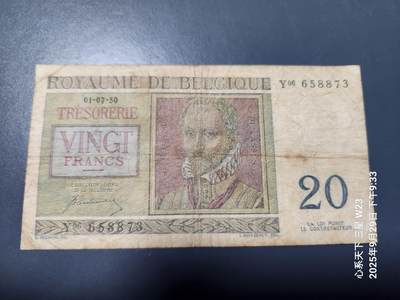 ROYAUME DE BELGIQUE
Y06 658873
01-07-50
TRÉSORERIE
VINGT
FRANCS
20
LA LOI PUNIT
LE CONTREFACTEUR
Y06 658873
心系天下 三星 W23
2025年9月29日 下午9:33